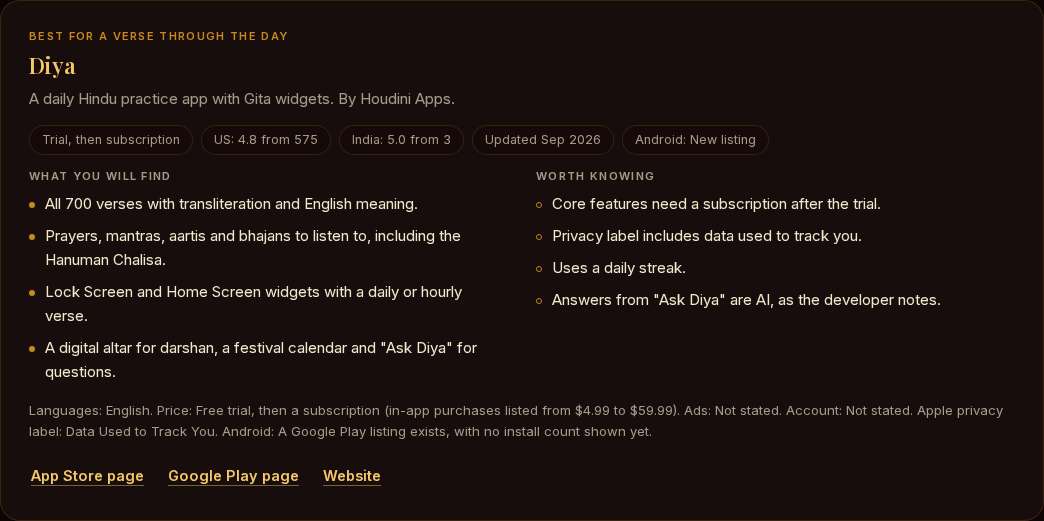 BEST FOR A VERSE THROUGH THE DAY
Diya
A daily Hindu practice app with Gita widgets. By Houdini Apps.
Trial, then subscription
US: 4.8 from 575
India: 5.0 from 3
Updated Sep 2026
Android: New listing
WHAT YOU WILL FIND
All 700 verses with transliteration and English meaning.
Prayers, mantras, aartis and bhajans to listen to, including the
Hanuman Chalisa.
Lock Screen and Home Screen widgets with a daily or hourly
verse.
A digital altar for darshan, a festival calendar and "Ask Diya" for
questions.
WORTH KNOWING
Core features need a subscription after the trial.
Privacy label includes data used to track you.
Uses a daily streak.
Answers from "Ask Diya" are AI, as the developer notes.
Languages: English. Price: Free trial, then a subscription (in-app purchases listed from $4.99 to $59.99). Ads: Not stated. Account: Not stated. Apple privacy
label: Data Used to Track You. Android: A Google Play listing exists, with no install count shown yet.
App Store page
Google Play page
Website